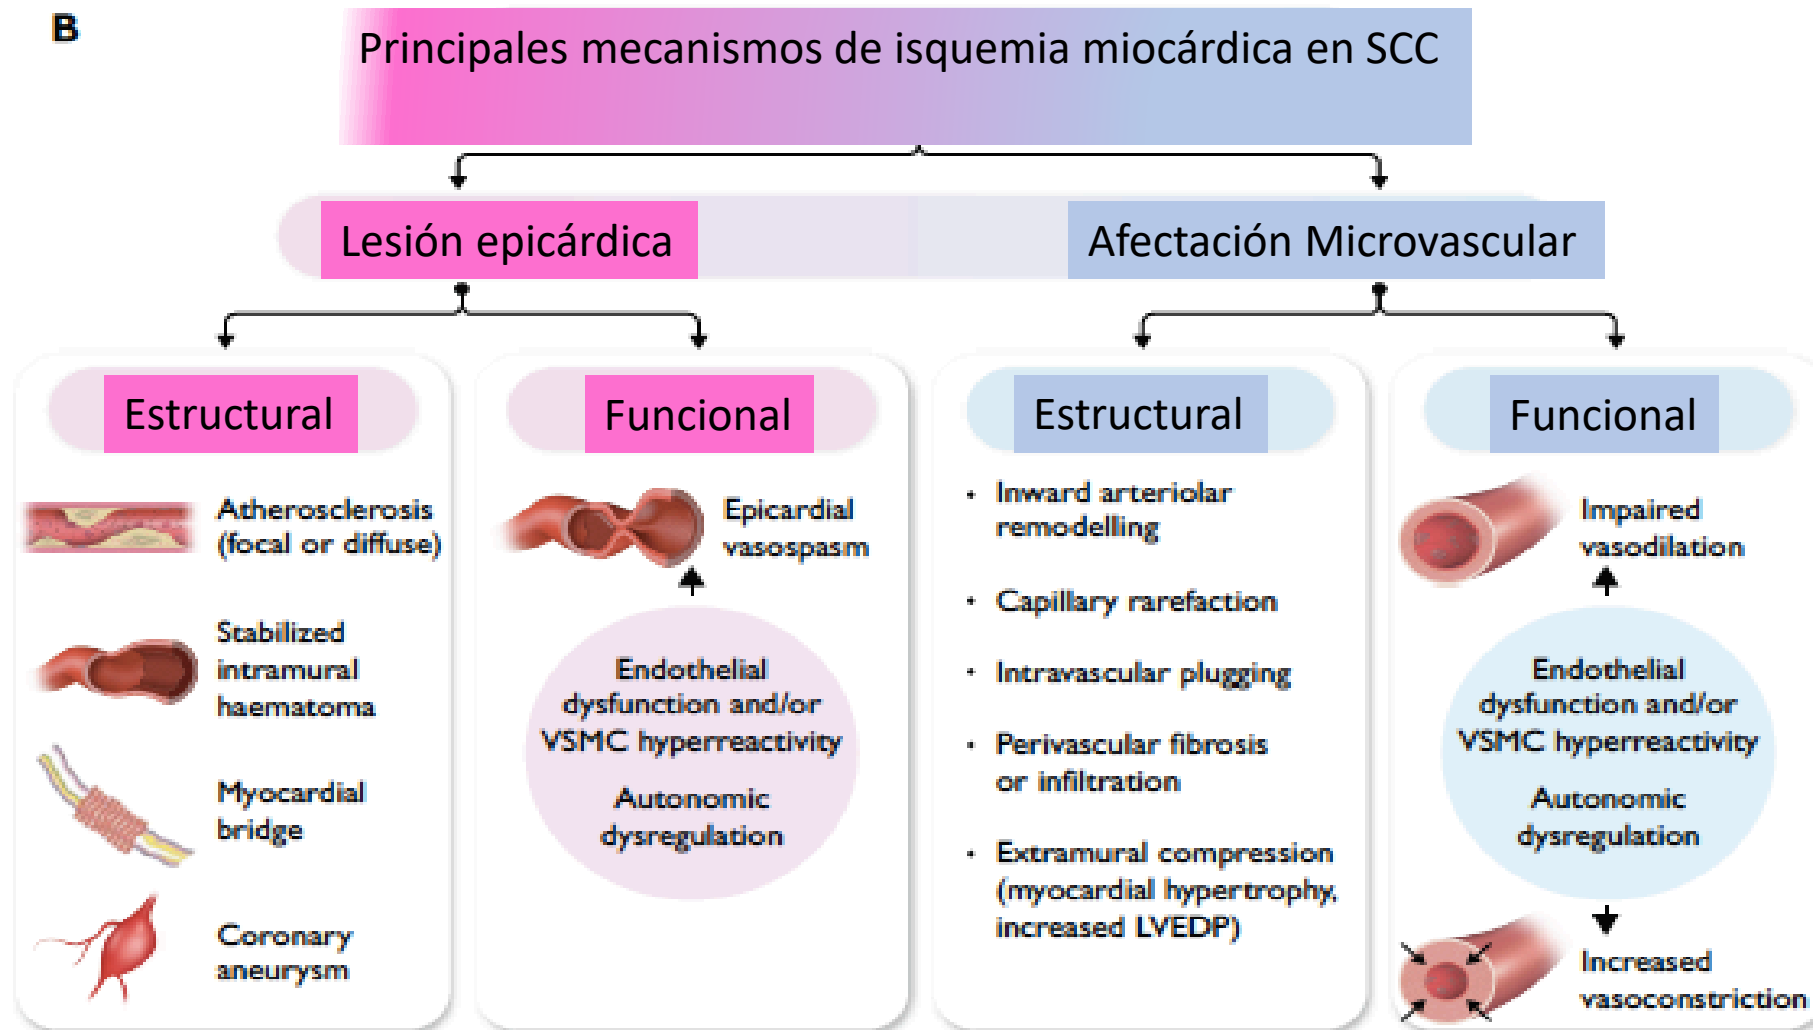 B
Principales mecanismos de isquemia miocárdica en SCC
Lesión epicárdica
Afectación Microvascular
Estructural
Atherosclerosis
(focal or diffuse)
Stabilized
intramural
haematoma
Myocardial
bridge
Coronary
aneurysm
Funcional
Epicardial
vasospasm
Endothelial
dysfunction and/or
VSMC hyperreactivity
Autonomic
dysregulation
Estructural
• Inward arteriolar
remodelling
• Capillary rarefaction
• Intravascular plugging
• Perivascular fibrosis
or infiltration
• Extramural compression
(myocardial hypertrophy,
increased LVEDP)
Funcional
Impaired
vasodilation
Endothelial
dysfunction and/or
VSMC hyperreactivity
Autonomic
dysregulation
Increased
vasoconstriction